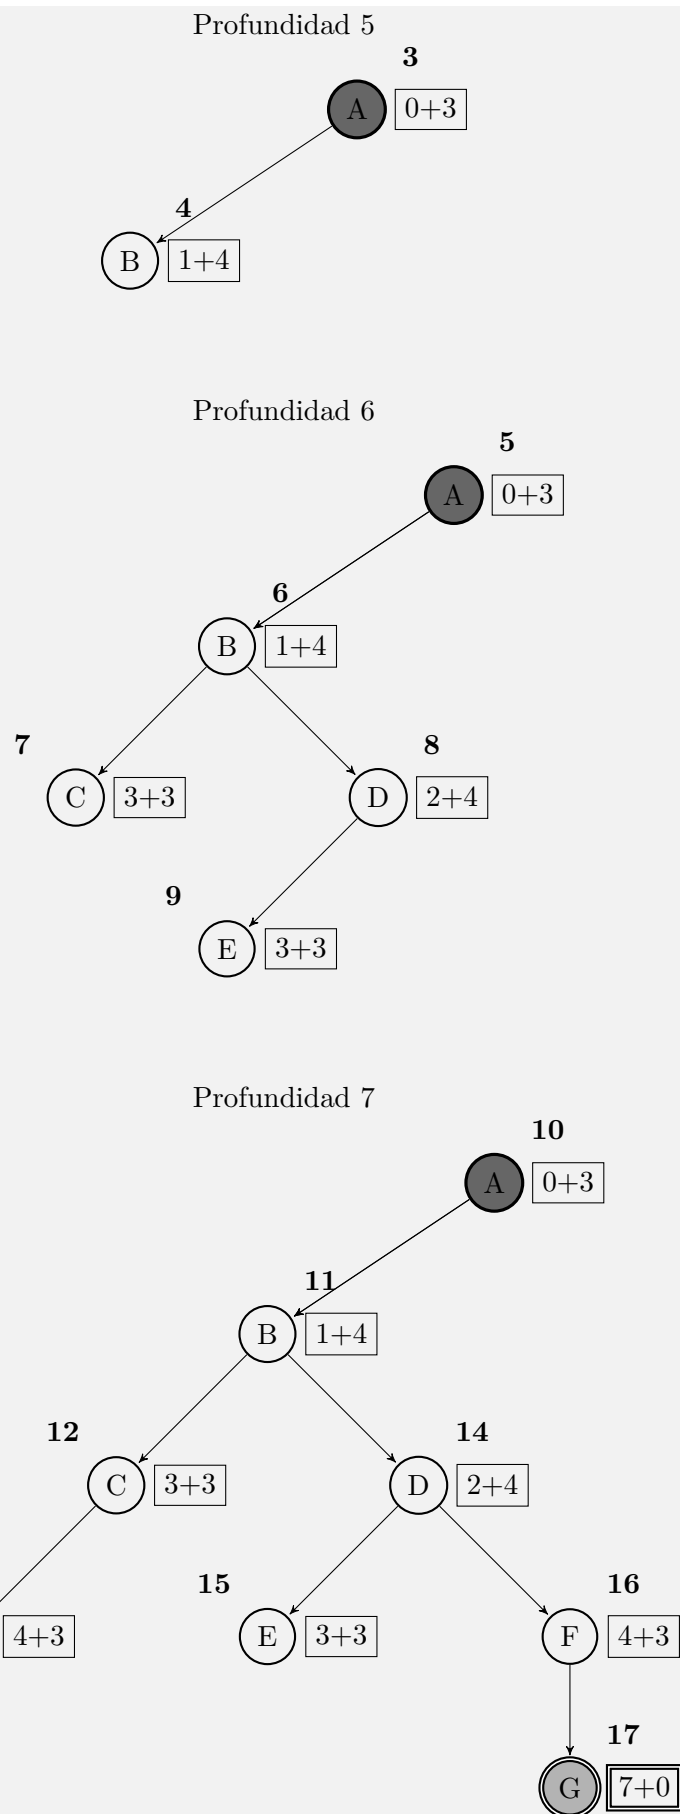 Profundidad 5
3
A 0+3
4
B 1+4
Profundidad 6
5
A 0+3
6
B 1+4
7 8
C 3+3 D 2+4
9
E 3+3
Profundidad 7
10
A 0+3
11
B 1+4
12 14
C 3+3 D 2+4
15 16
4+3 E 3+3 F 4+3
17
G 7+0